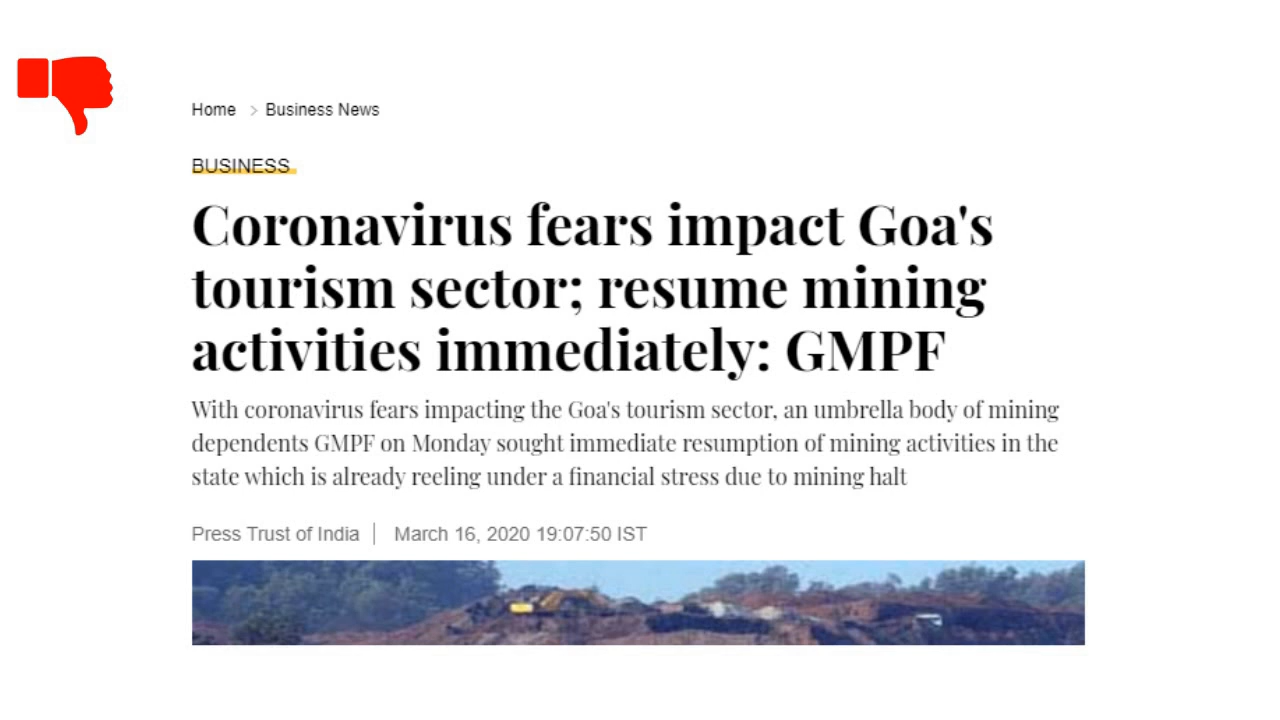 Home > Business News
BUSINESS
Coronavirus fears impact Goa's
tourism sector; resume mining
activities immediately: GMPF
With coronavirus fears impacting the Goa's tourism sector, an umbrella body of mining
dependents GMPF on Monday sought immediate resumption of mining activities in the
state which is already reeling under a financial stress due to mining halt
Press Trust of India | March 16, 2020 19:07:50 IST